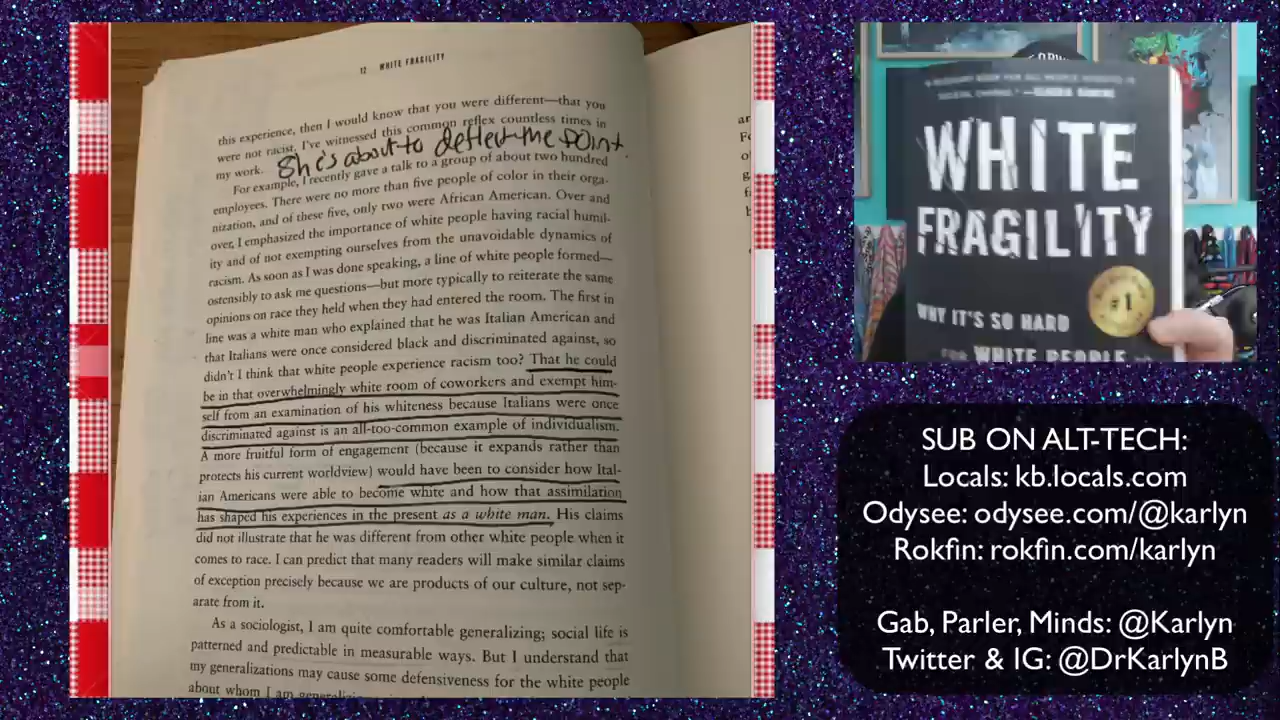 12 WHITE FRAGILITY
this experience, then I would know that you were different—that you
were not racist. I've witnessed this common reflex countless times in
my work.
She's about to deflect the point.
For example, I recently gave a talk to a group of about two hundred
employees. There were no more than five people of color in their orga-
nization, and of these five, only two were African American. Over and
over, I emphasized the importance of white people having racial humil-
ity and of not exempting ourselves from the unavoidable dynamics of
racism. As soon as I was done speaking, a line of white people formed—
ostensibly to ask me questions—but more typically to reiterate the same
opinions on race they held when they had entered the room. The first in
line was a white man who explained that he was Italian American and
that Italians were once considered black and discriminated against, so
didn't I think that white people experience racism too? That he could
be in that overwhelmingly white room of coworkers and exempt him-
self from an examination of his whiteness because Italians were once
discriminated against is an all-too-common example of individualism.
A more fruitful form of engagement (because it expands rather than
protects his current worldview) would have been to consider how Ital-
ian Americans were able to become white and how that assimilation
has shaped his experiences in the present as a white man. His claims
did not illustrate that he was different from other white people when it
comes to race. I can predict that many readers will make similar claims
of exception precisely because we are products of our culture, not sep-
arate from it.
As a sociologist, I am quite comfortable generalizing; social life is
patterned and predictable in measurable ways. But I understand that
my generalizations may cause some defensiveness for the white people
about whom I am
WHITE
FRAGILITY
#1
WHY IT'S SO HARD
FOR WHITE PEOPLE
SUB ON ALT-TECH:
Locals: kb.locals.com
Odysee: odysee.com/@karlyn
Rokfin: rokfin.com/karlyn
Gab, Parler, Minds: @Karlyn
Twitter & IG: @DrKarlynB